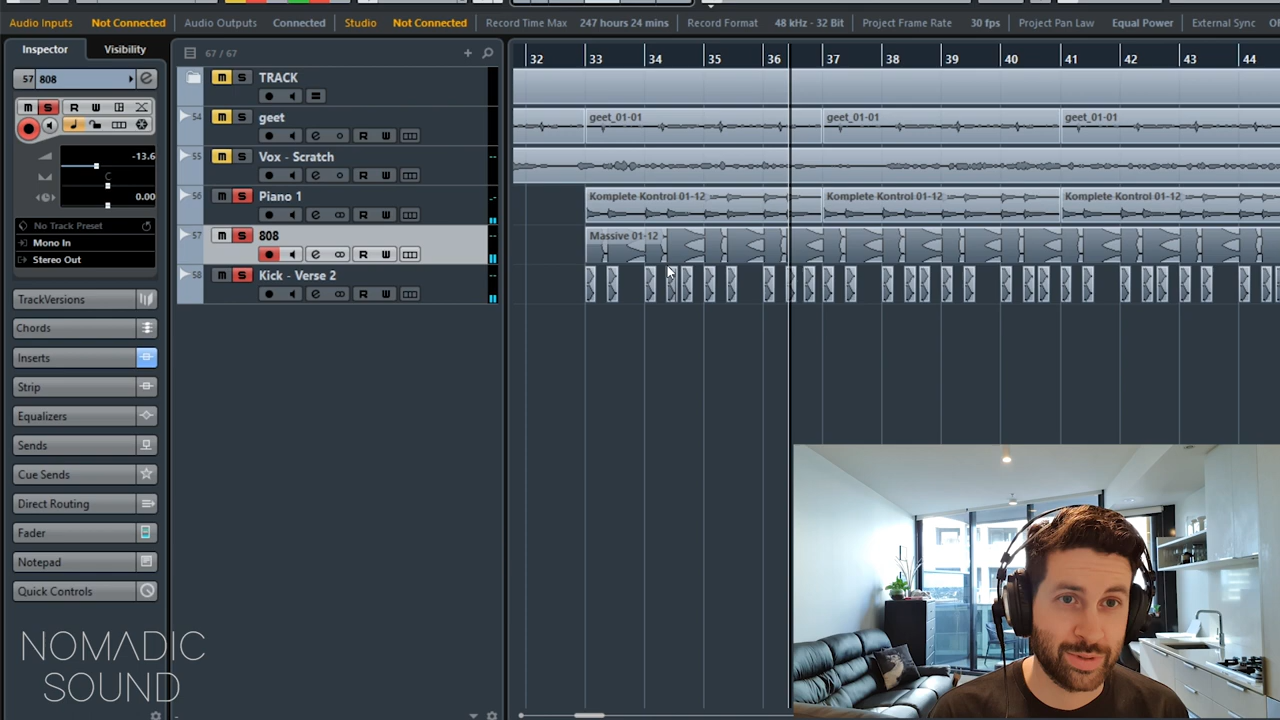 Audio Inputs Not Connected Audio Outputs Connected Studio Not Connected Record Time Max 247 hours 24 mins Record Format 48 kHz - 32 Bit Project Frame Rate 30 fps Project Pan Law Equal Power External Sync
Inspector Visibility 67 / 67 +
32 33 34 35 36 37 38 39 40 41 42 43 44
57 808 e
m S R W
-13.6
C
0.00
No Track Preset
Mono In
Stereo Out
TrackVersions
Chords
Inserts
Strip
Equalizers
Sends
Cue Sends
Direct Routing
Fader
Notepad
Quick Controls
m S TRACK
54 m S geet
e R W
geet_01-01 geet_01-01 geet_01-01
55 m S Vox - Scratch
e R W
56 m S Piano 1
e R W
Komplete Kontrol 01-12 Komplete Kontrol 01-12 Komplete Kontrol 01-12
57 m S 808
e R W
Massive 01-12
58 m S Kick - Verse 2
e R W
NOMADIC
SOUND